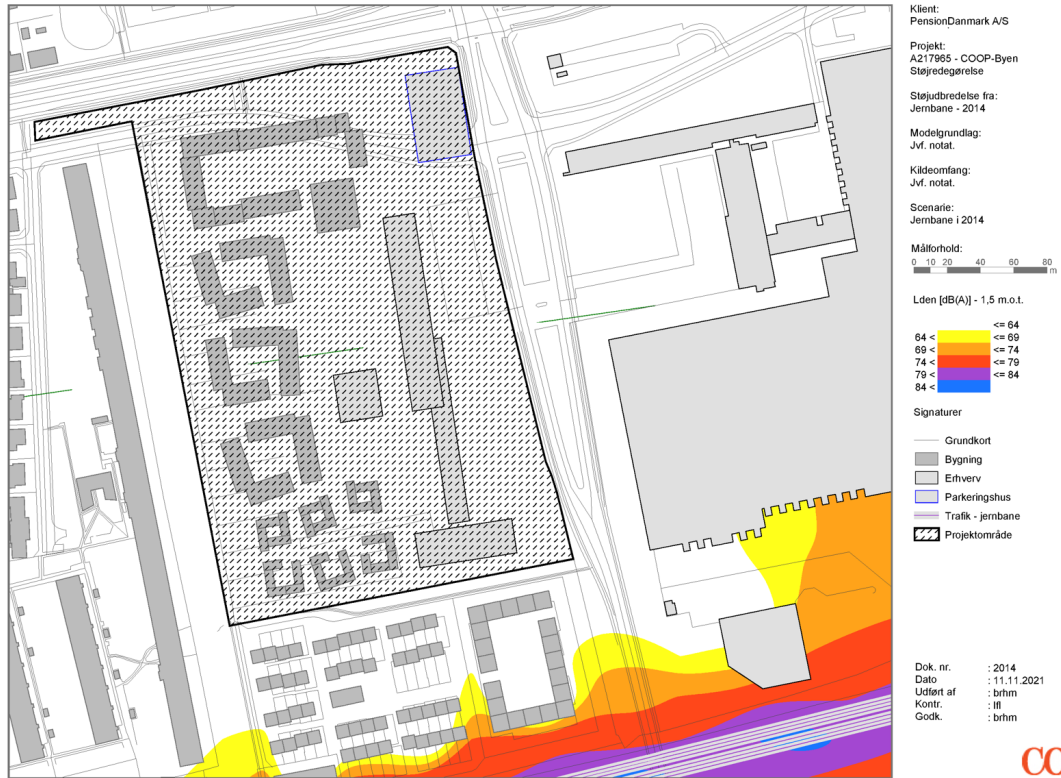 Klient:
PensionDanmark A/S
Projekt:
A217965 - COOP-Byen
Støjredegørelse
Støjudbredelse fra:
Jernbane - 2014
Modelgrundlag:
Jvf. notat.
Kildeomfang:
Jvf. notat.
Scenarie:
Jernbane i 2014
Målforhold:
0 10 20 40 60 80
m
Lden [dB(A)] - 1,5 m.o.t.
<= 64
64 < <= 69
69 < <= 74
74 < <= 79
79 < <= 84
84 <
Signaturer
Grundkort
Bygning
Erhverv
Parkeringshus
Trafik - jernbane
Projektområde
Dok. nr. : 2014
Dato : 11.11.2021
Udført af : brhm
Kontr. :
Godk. : brhm